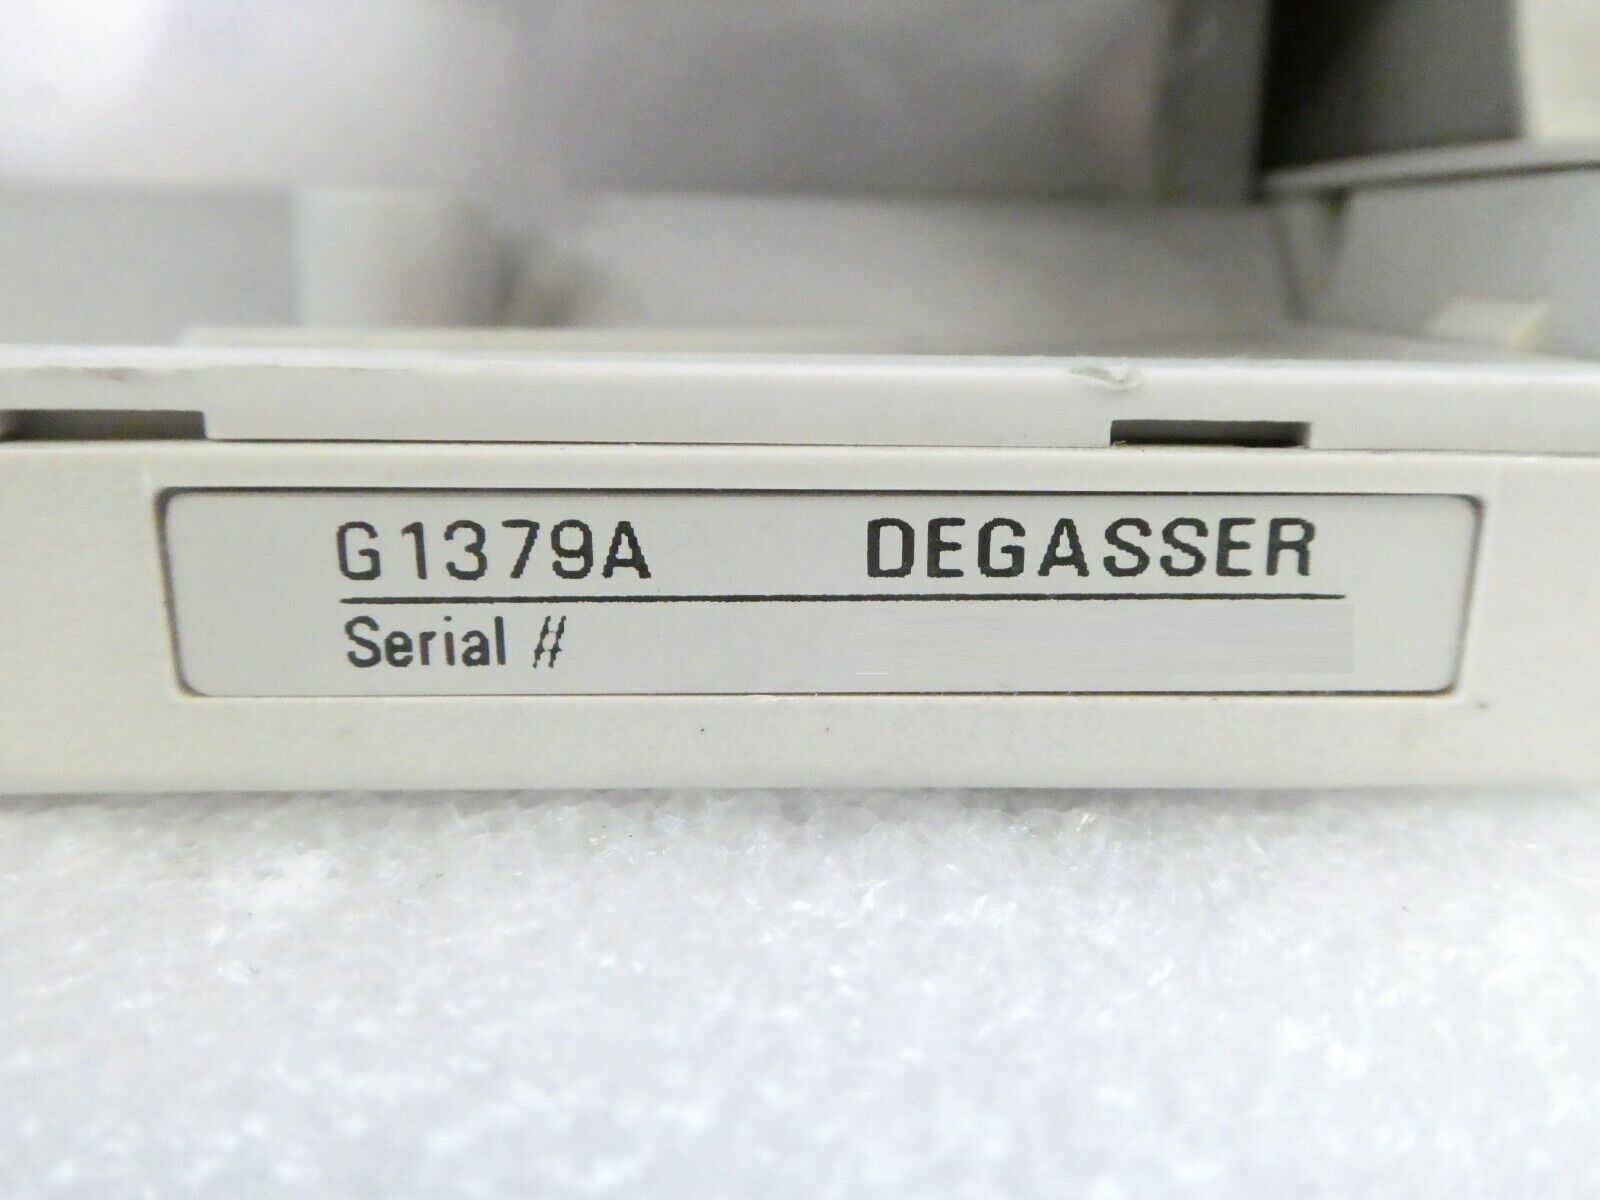 G1379A DEGASSER
Serial #